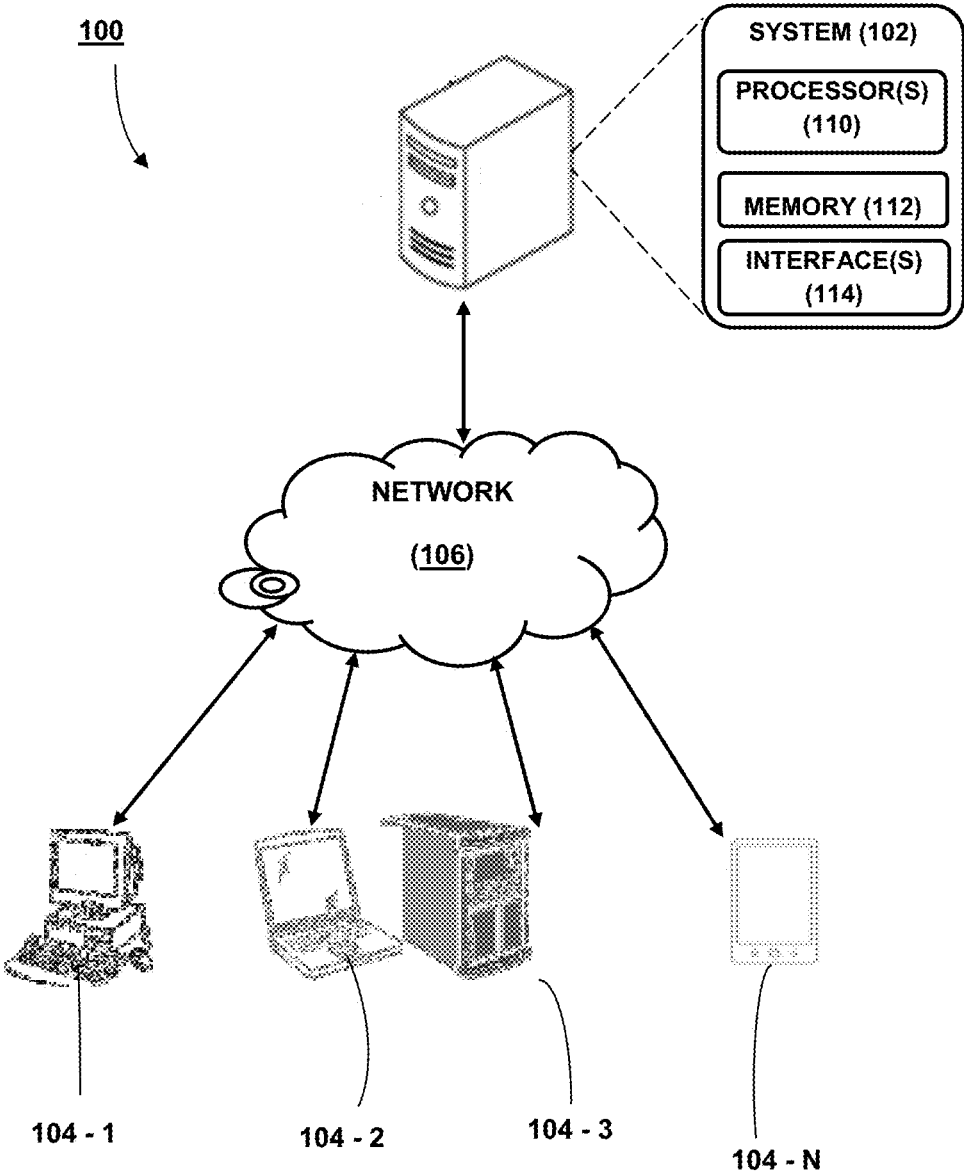 100
SYSTEM (102)
PROCESSOR(S)
(110)
MEMORY (112)
INTERFACE(S)
(114)
NETWORK
(106)
104 - 1
104 - 2
104 - 3
104 - N